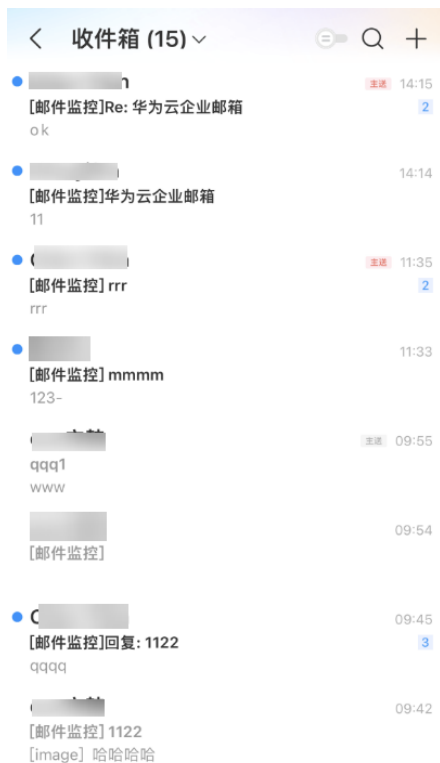 收件箱 (15)
主送 14:15
[邮件监控]Re: 华为云企业邮箱 2
ok
14:14
[邮件监控]华为云企业邮箱
11
主送 11:35
[邮件监控] rrr 2
rrr
11:33
[邮件监控] mmmm
123-
主送 09:55
qqq1
www
09:54
[邮件监控]
09:45
[邮件监控]回复: 1122 3
qqqq
09:42
[邮件监控] 1122
[image] 哈哈哈哈